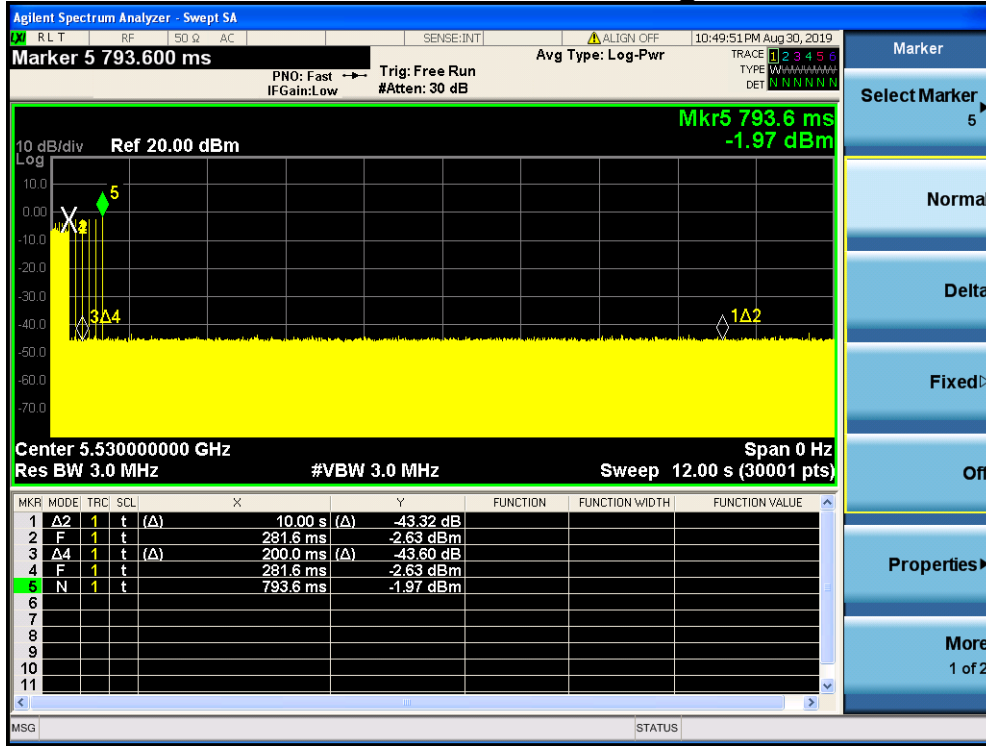 Agilent Spectrum Analyzer - Swept SA
LXI R L T RF 50 Ω AC SENSE:INT ALIGN OFF 10:49:51 PM Aug 30, 2019
Marker 5 793.600 ms
PNO: Fast
IFGain:Low
Trig: Free Run
#Atten: 30 dB
Avg Type: Log-Pwr
TRACE 1 2 3 4 5 6
TYPE WWWWWW
DET N N N N N N
Mkr5 793.6 ms
-1.97 dBm
10 dB/div Ref 20.00 dBm
Log
10.0
0.00
-10.0
-20.0
-30.0
-40.0
-50.0
-60.0
-70.0
5
X
3Δ4
1Δ2
Center 5.530000000 GHz Span 0 Hz
Res BW 3.0 MHz #VBW 3.0 MHz Sweep 12.00 s (30001 pts)
MKR MODE TRC SCL X Y FUNCTION FUNCTION WIDTH FUNCTION VALUE
1 Δ2 1 t (Δ) 10.00 s (Δ) -43.32 dB
2 F 1 t 281.6 ms -2.63 dBm
3 Δ4 1 t (Δ) 200.0 ms (Δ) -43.60 dB
4 F 1 t 281.6 ms -2.63 dBm
5 N 1 t 793.6 ms -1.97 dBm
6
7
8
9
10
11
MSG STATUS
Marker
Select Marker
5
Normal
Delta
Fixed
Off
Properties
More
1 of 2